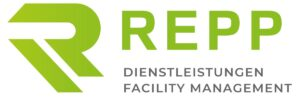 REPP
DIENSTLEISTUNGEN
FACILITY MANAGEMENT